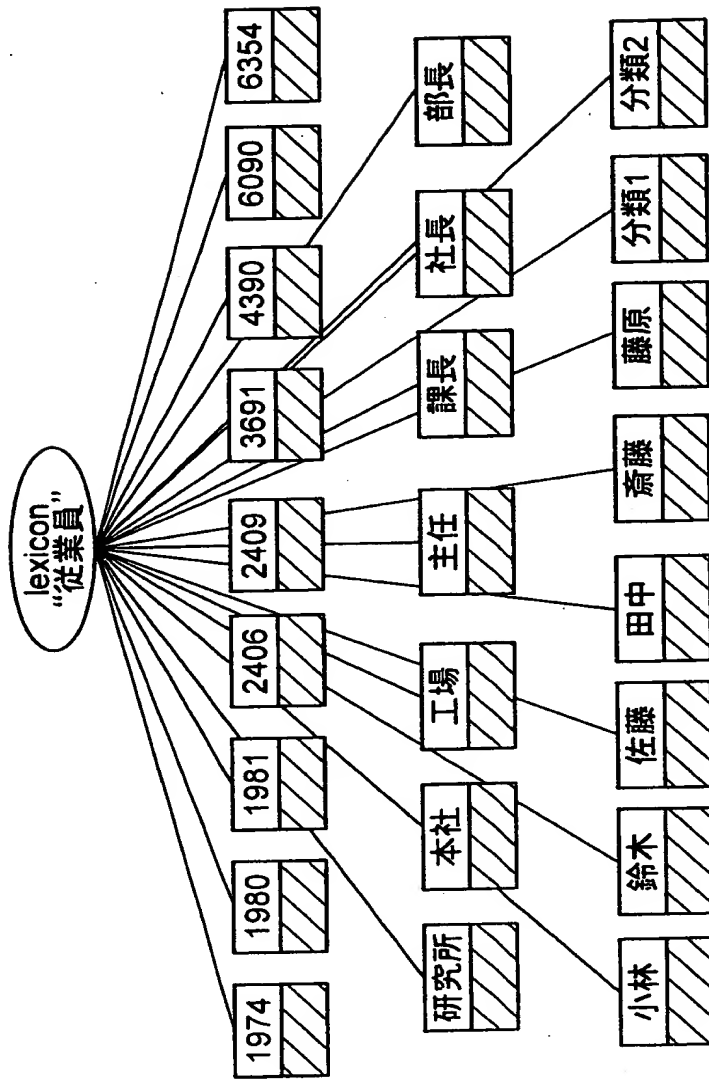 lexicon
“従業員”
1974
1980
1981
2406
2409
3691
4390
6090
6354
研究所
本社
工場
主任
課長
社長
部長
小林
鈴木
佐藤
田中
斎藤
藤原
分類1
分類2